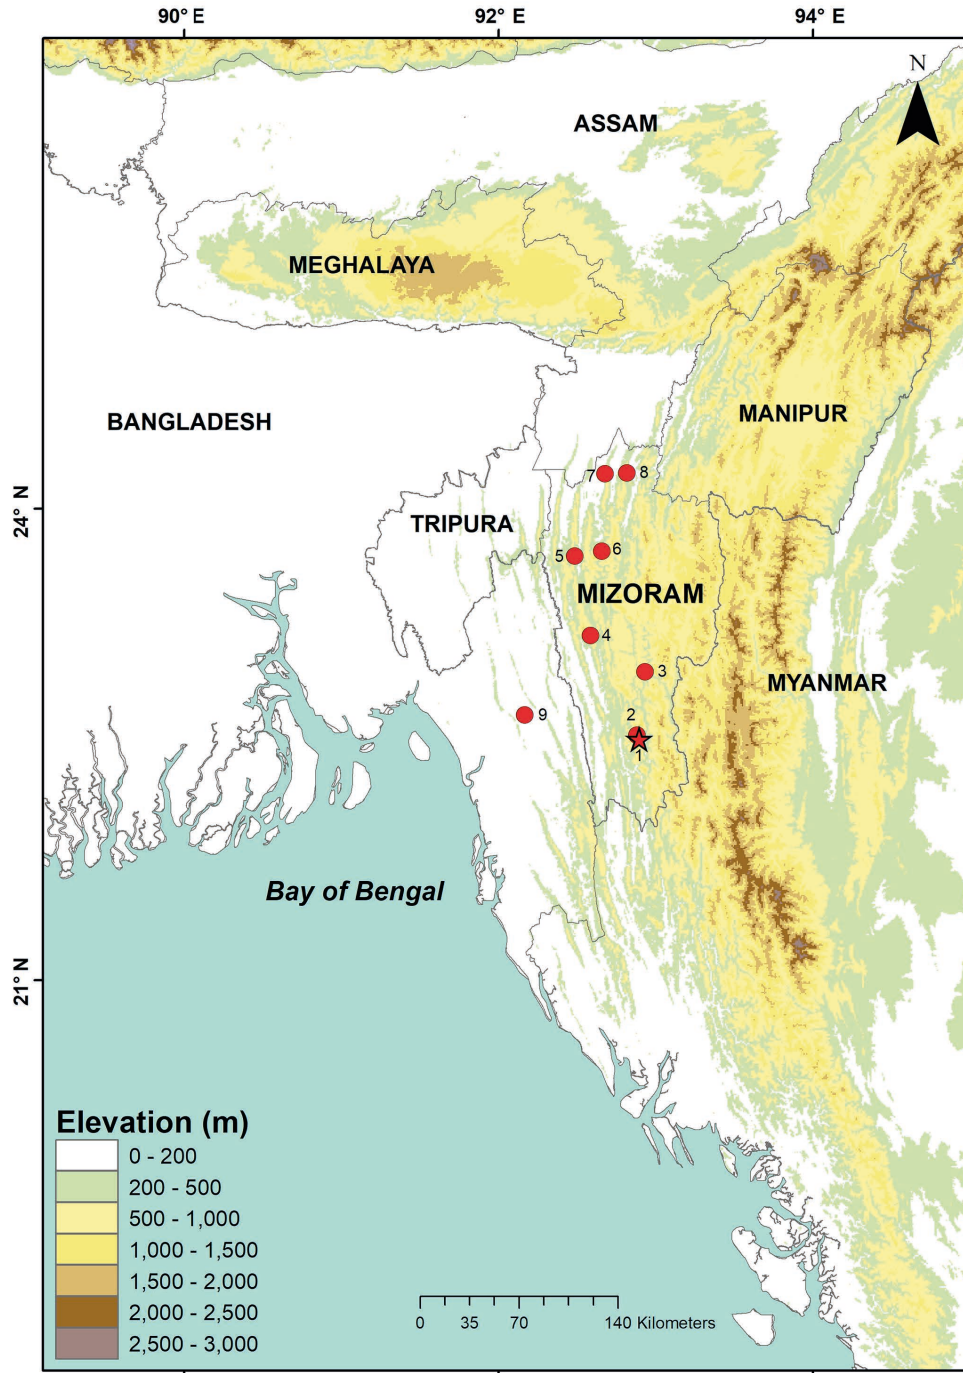 90° E
92° E
94° E
N
ASSAM
MEGHALAYA
BANGLADESH
MANIPUR
7
8
24° N
TRIPURA
5
6
MIZORAM
4
3
MYANMAR
9
2
1
Bay of Bengal
21° N
Elevation (m)
0 - 200
200 - 500
500 - 1,000
1,000 - 1,500
1,500 - 2,000
2,000 - 2,500
2,500 - 3,000
0 35 70 140 Kilometers